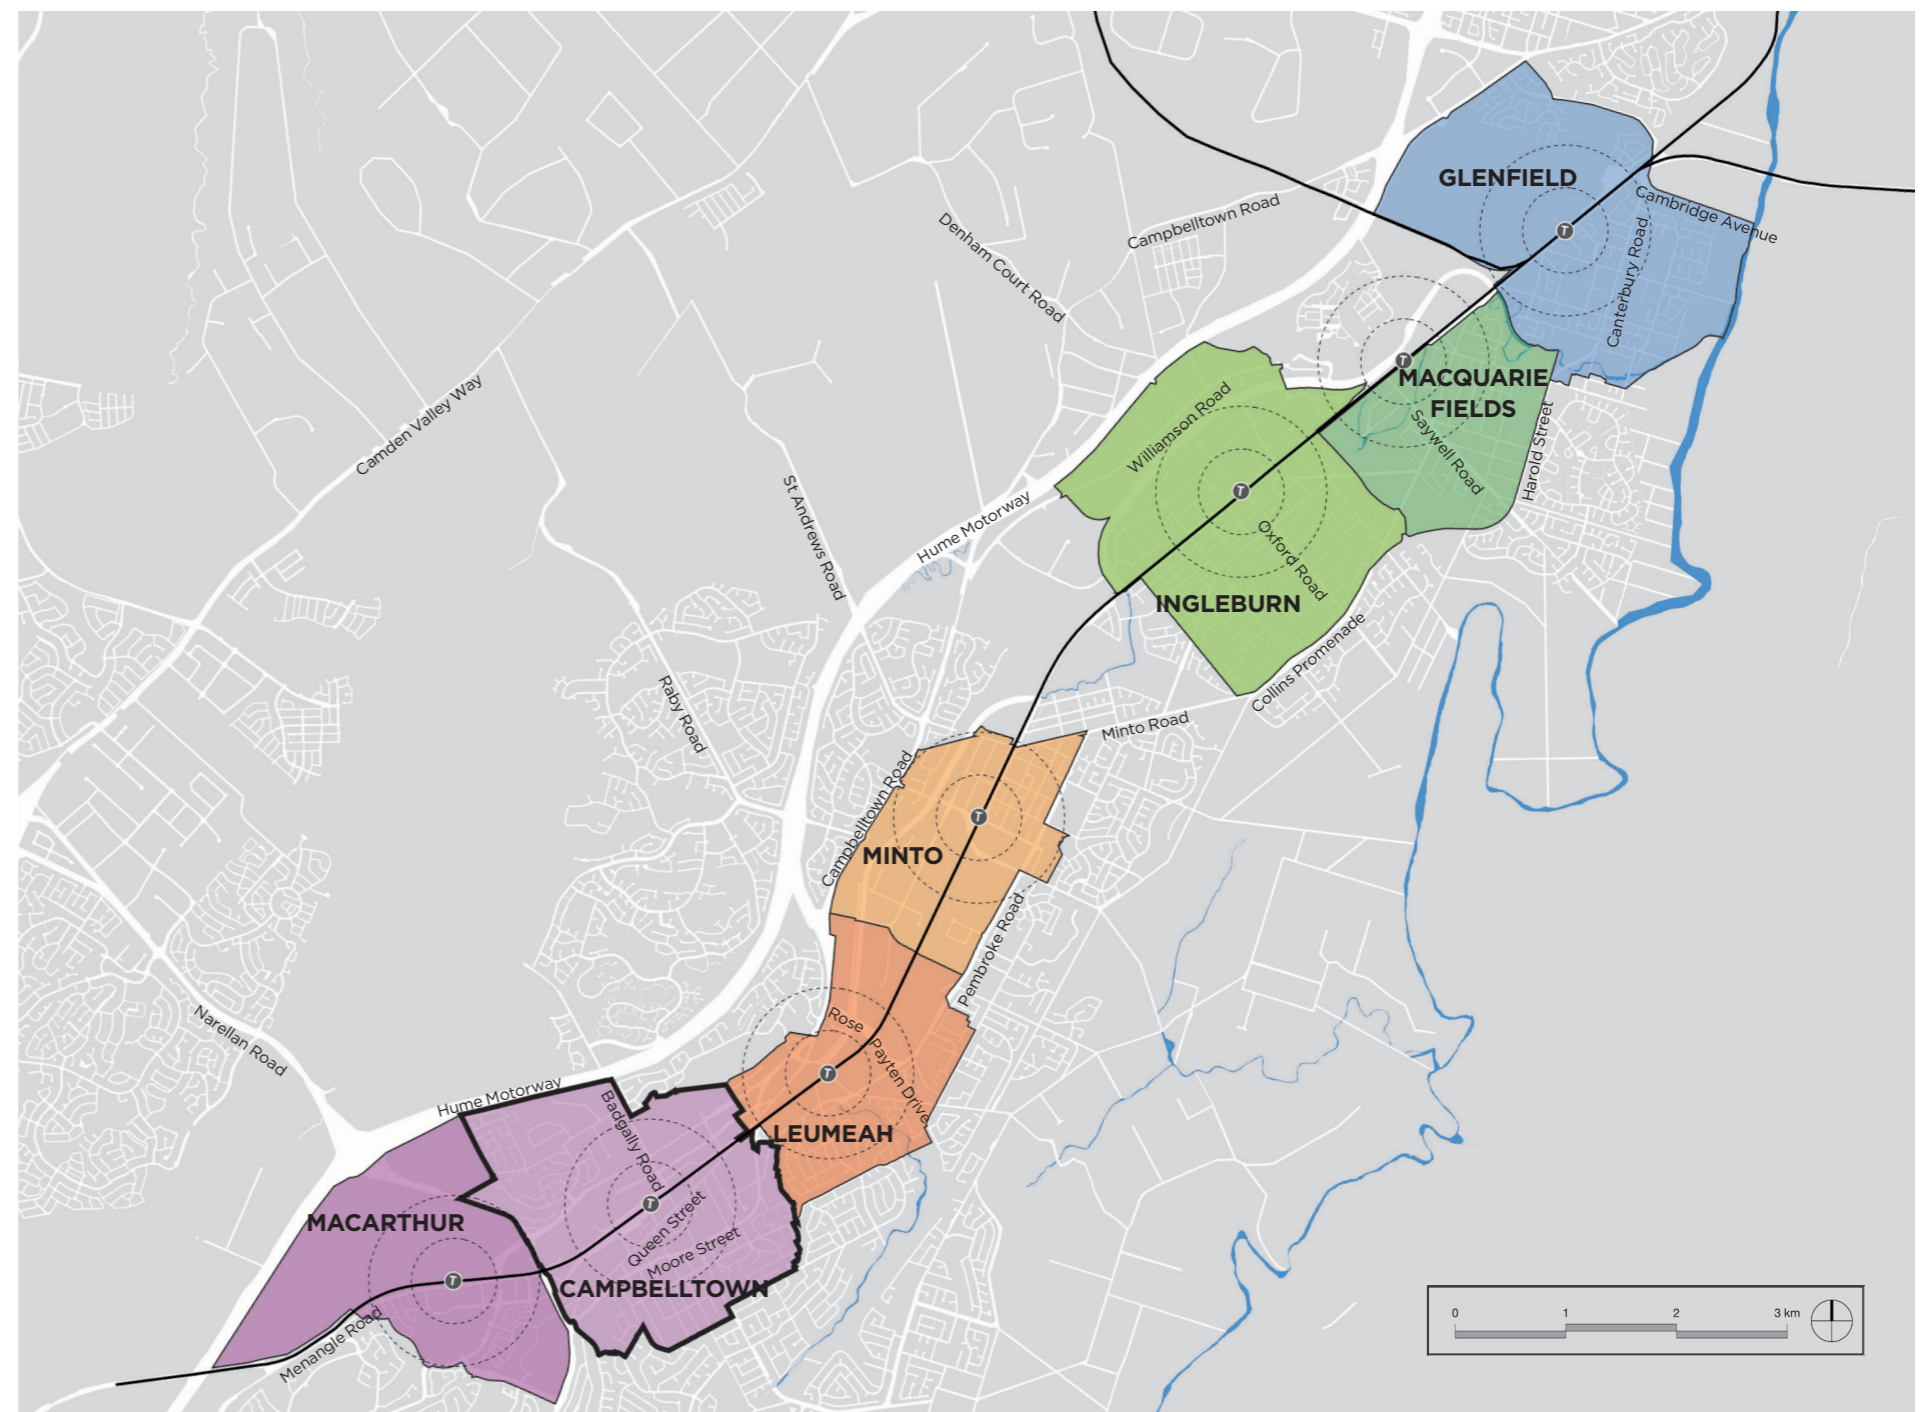 GLENFIELD
Cambridge Avenue
Canterbury Road
Campbelltown Road
Denham Court Road
T
T
MACQUARIE
FIELDS
Saywell Road
Harold Street
Williamson Road
Camden Valley Way
T
St Andrews Road
Hume Motorway
Oxford Road
INGLEBURN
Collins Promenade
Raby Road
Minto Road
Campbelltown Road
T
MINTO
Pembroke Road
Narellan Road
Rose
Payten Drive
T
Hume Motorway
Badgally Road
LEUMEAH
T
Queen Street
MACARTHUR
Moore Street
T
CAMPBELLTOWN
Menangle Road
0 1 2 3 km